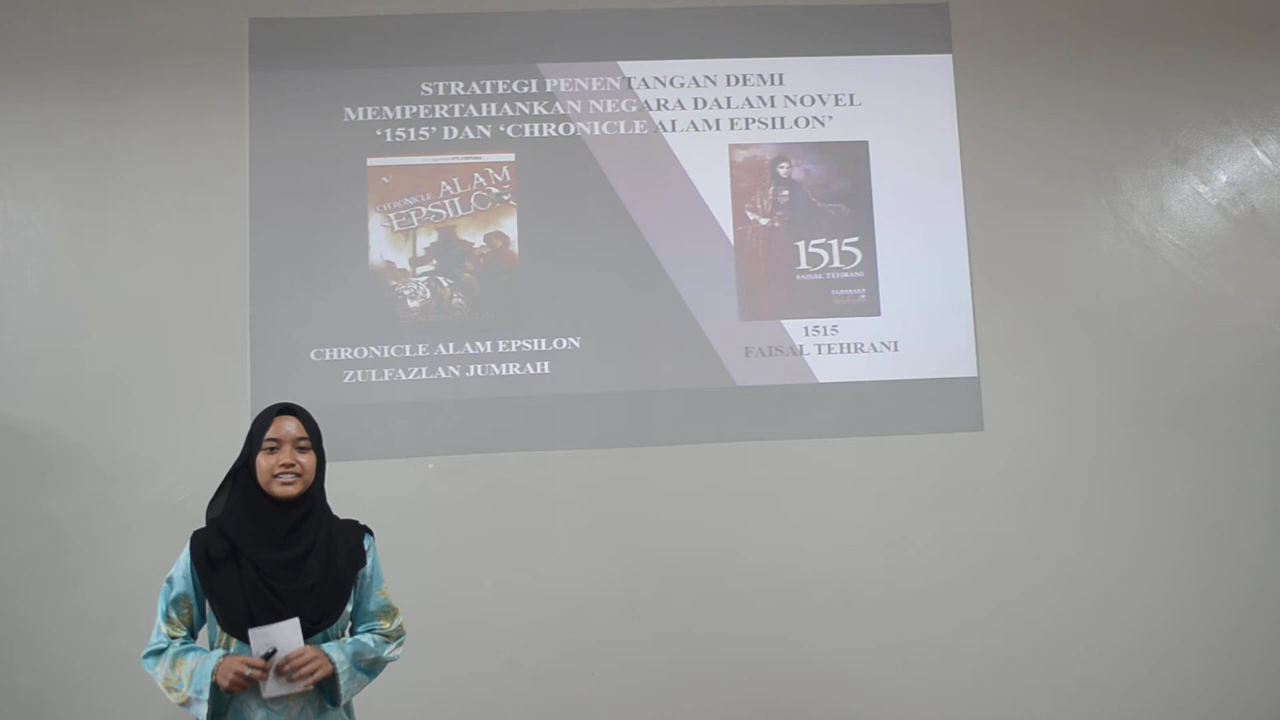 STRATEGI PENENTANGAN DEMI
MEMPERTAHANKAN NEGARA DALAM NOVEL
‘1515’ DAN ‘CHRONICLE ALAM EPSILON’
CHRONICLE ALAM
EPSILON
1515
FAISAL TEHRANI
CHRONICLE ALAM EPSILON
ZULFAZLAN JUMRAH
1515
FAISAL TEHRANI